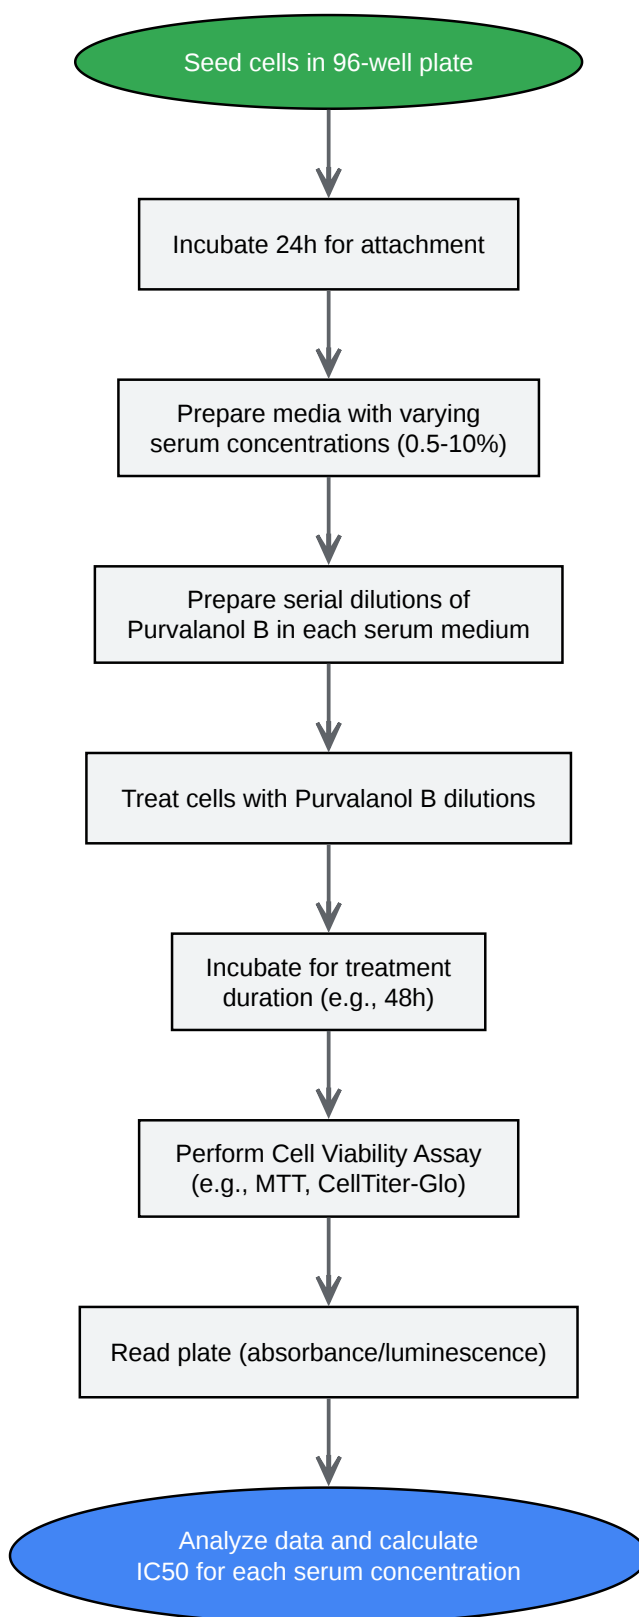 Seed cells in 96-well plate
Incubate 24h for attachment
Prepare media with varying
serum concentrations (0.5-10%)
Prepare serial dilutions of
Purvalanol B in each serum medium
Treat cells with Purvalanol B dilutions
Incubate for treatment
duration (e.g., 48h)
Perform Cell Viability Assay
(e.g., MTT, CellTiter-Glo)
Read plate (absorbance/luminescence)
Analyze data and calculate
IC50 for each serum concentration